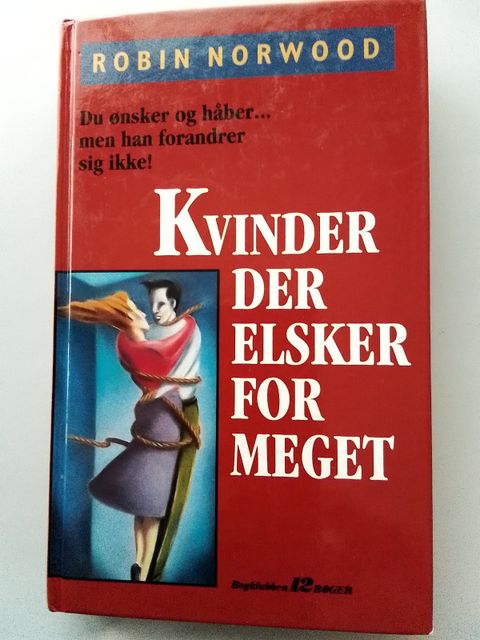 ROBIN NORWOOD
Du ønsker og håber...
men han forandrer
sig ikke!
KVINDER
DER
ELSKER
FOR
MEGET
Bogklubben 12 BØGER